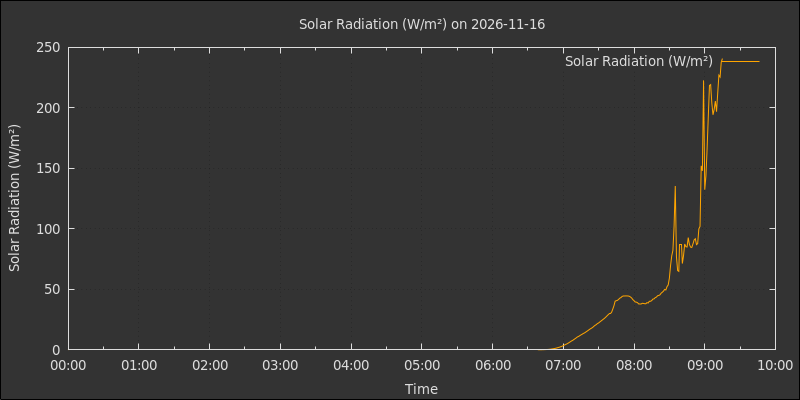 Solar Radiation (W/m²) on 2026-11-16
Solar Radiation (W/m²)
Solar Radiation (W/m²)
250
200
150
100
50
0
00:00 01:00 02:00 03:00 04:00 05:00 06:00 07:00 08:00 09:00 10:00
Time